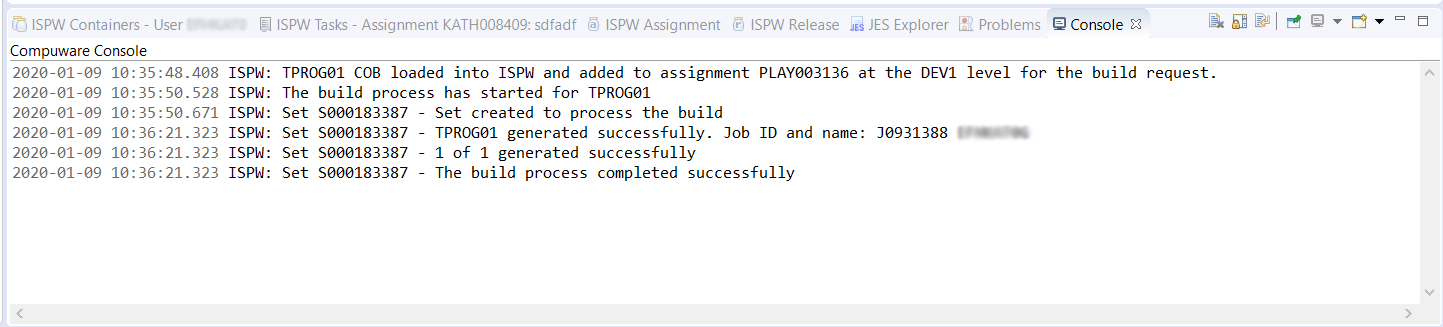 ISPW Containers - User ISPW Tasks - Assignment KATH008409: sdfadf ISPW Assignment ISPW Release JES JES Explorer Problems Console
Compuware Console
2020-01-09 10:35:48.408 ISPW: TPROG01 COB loaded into ISPW and added to assignment PLAY003136 at the DEV1 level for the build request.
2020-01-09 10:35:50.528 ISPW: The build process has started for TPROG01
2020-01-09 10:35:50.671 ISPW: Set S000183387 - Set created to process the build
2020-01-09 10:36:21.323 ISPW: Set S000183387 - TPROG01 generated successfully. Job ID and name: J0931388
2020-01-09 10:36:21.323 ISPW: Set S000183387 - 1 of 1 generated successfully
2020-01-09 10:36:21.323 ISPW: Set S000183387 - The build process completed successfully